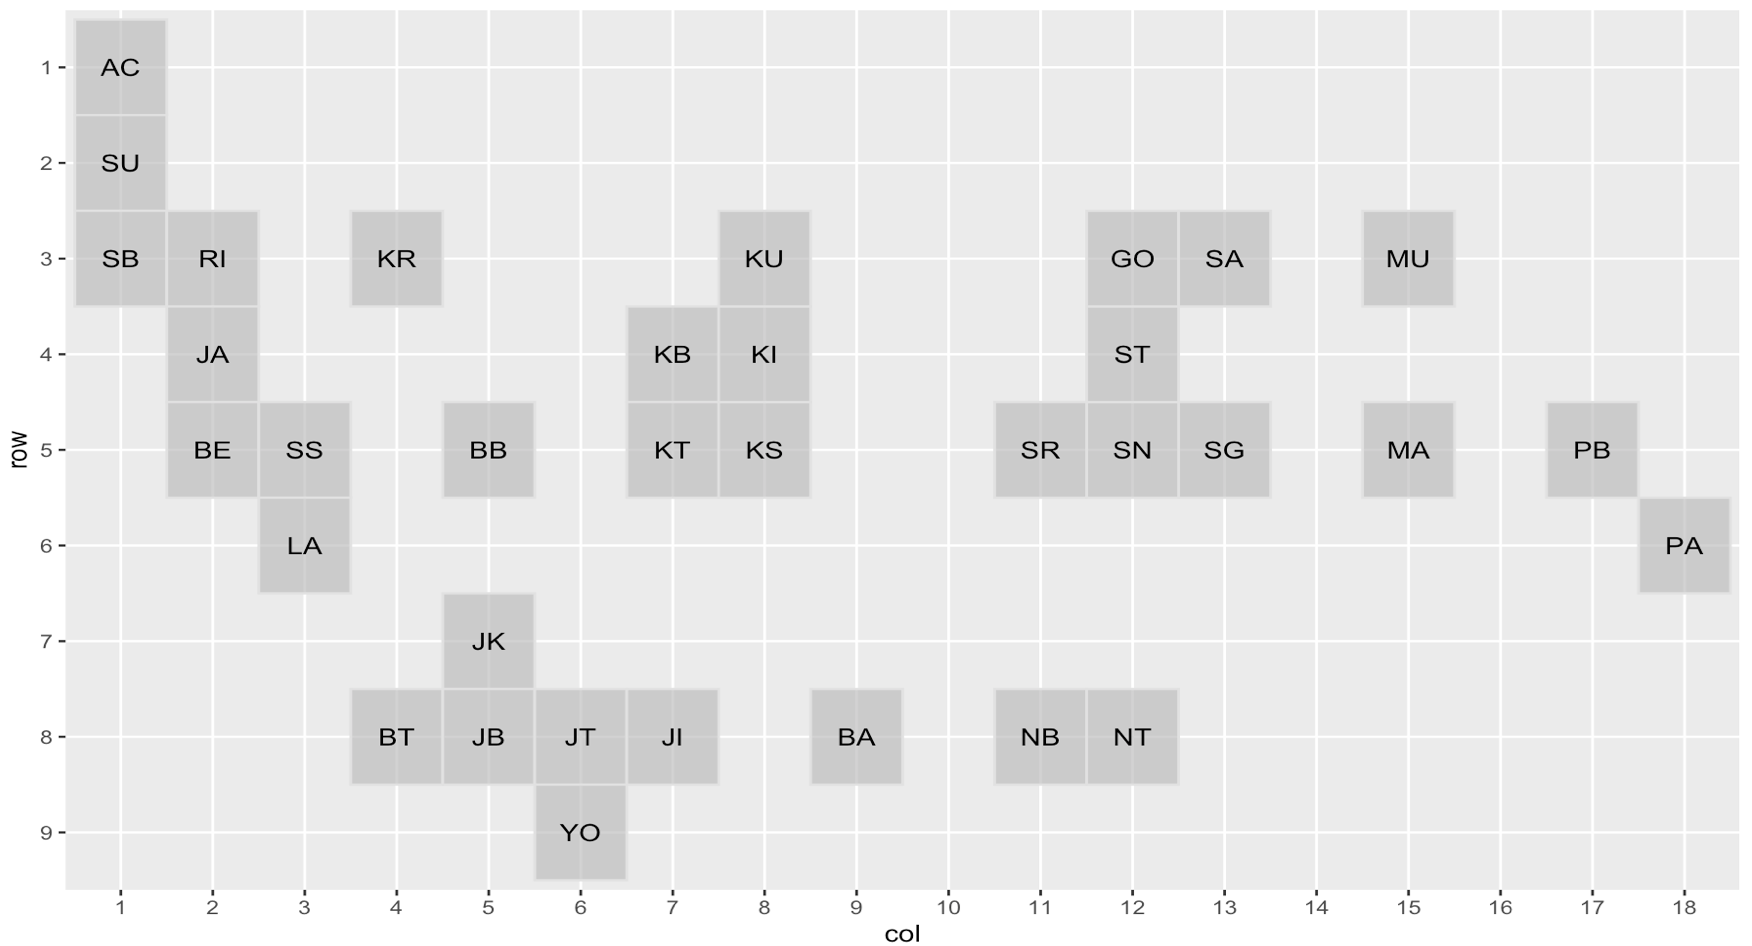 AC
1
SU
2
SB RI KR KU GO SA MU
3
JA KB KI ST
4
BE SS BB KT KS SR SN SG MA PB
5
row
LA PA
6
JK
7
BT JB JT JI BA NB NT
8
YO
9
1 2 3 4 5 6 7 8 9 10 11 12 13 14 15 16 17 18
col